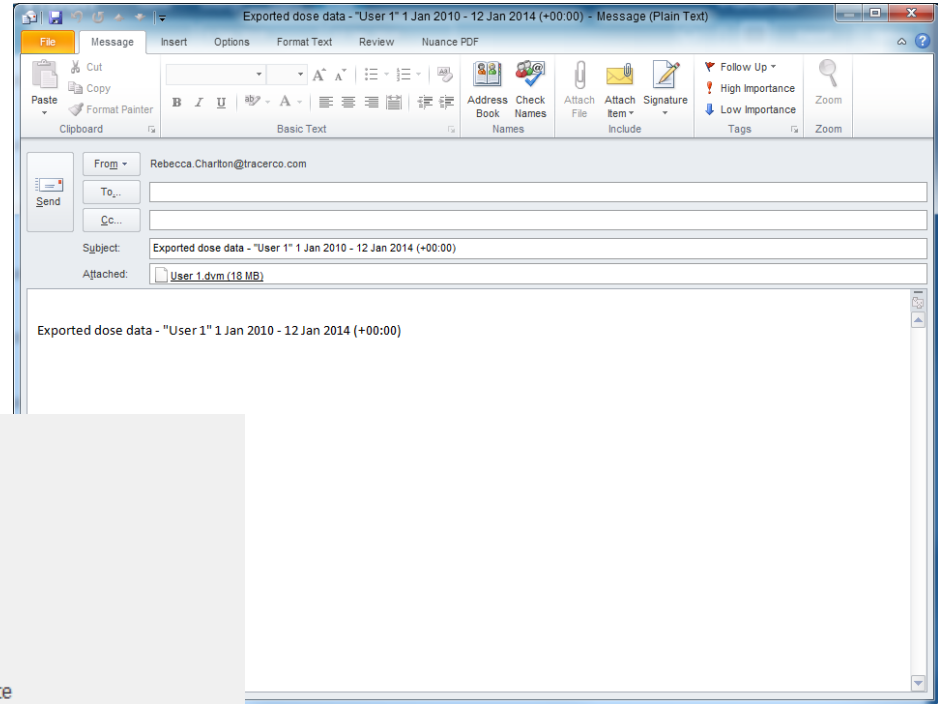 Exported dose data - "User 1" 1 Jan 2010 - 12 Jan 2014 (+00:00) - Message (Plain Text)
File Message Insert Options Format Text Review Nuance PDF
Paste
Cut
Copy
Format Painter
Clipboard
B I U
Basic Text
Address Book
Check Names
Names
Attach File
Attach Item
Signature
Include
Follow Up
High Importance
Low Importance
Tags
Zoom
Zoom
Send
From Rebecca.Charlton@tracerco.com
To...
Cc...
Subject: Exported dose data - "User 1" 1 Jan 2010 - 12 Jan 2014 (+00:00)
Attached: User 1.dvm (18 MB)
Exported dose data - "User 1" 1 Jan 2010 - 12 Jan 2014 (+00:00)